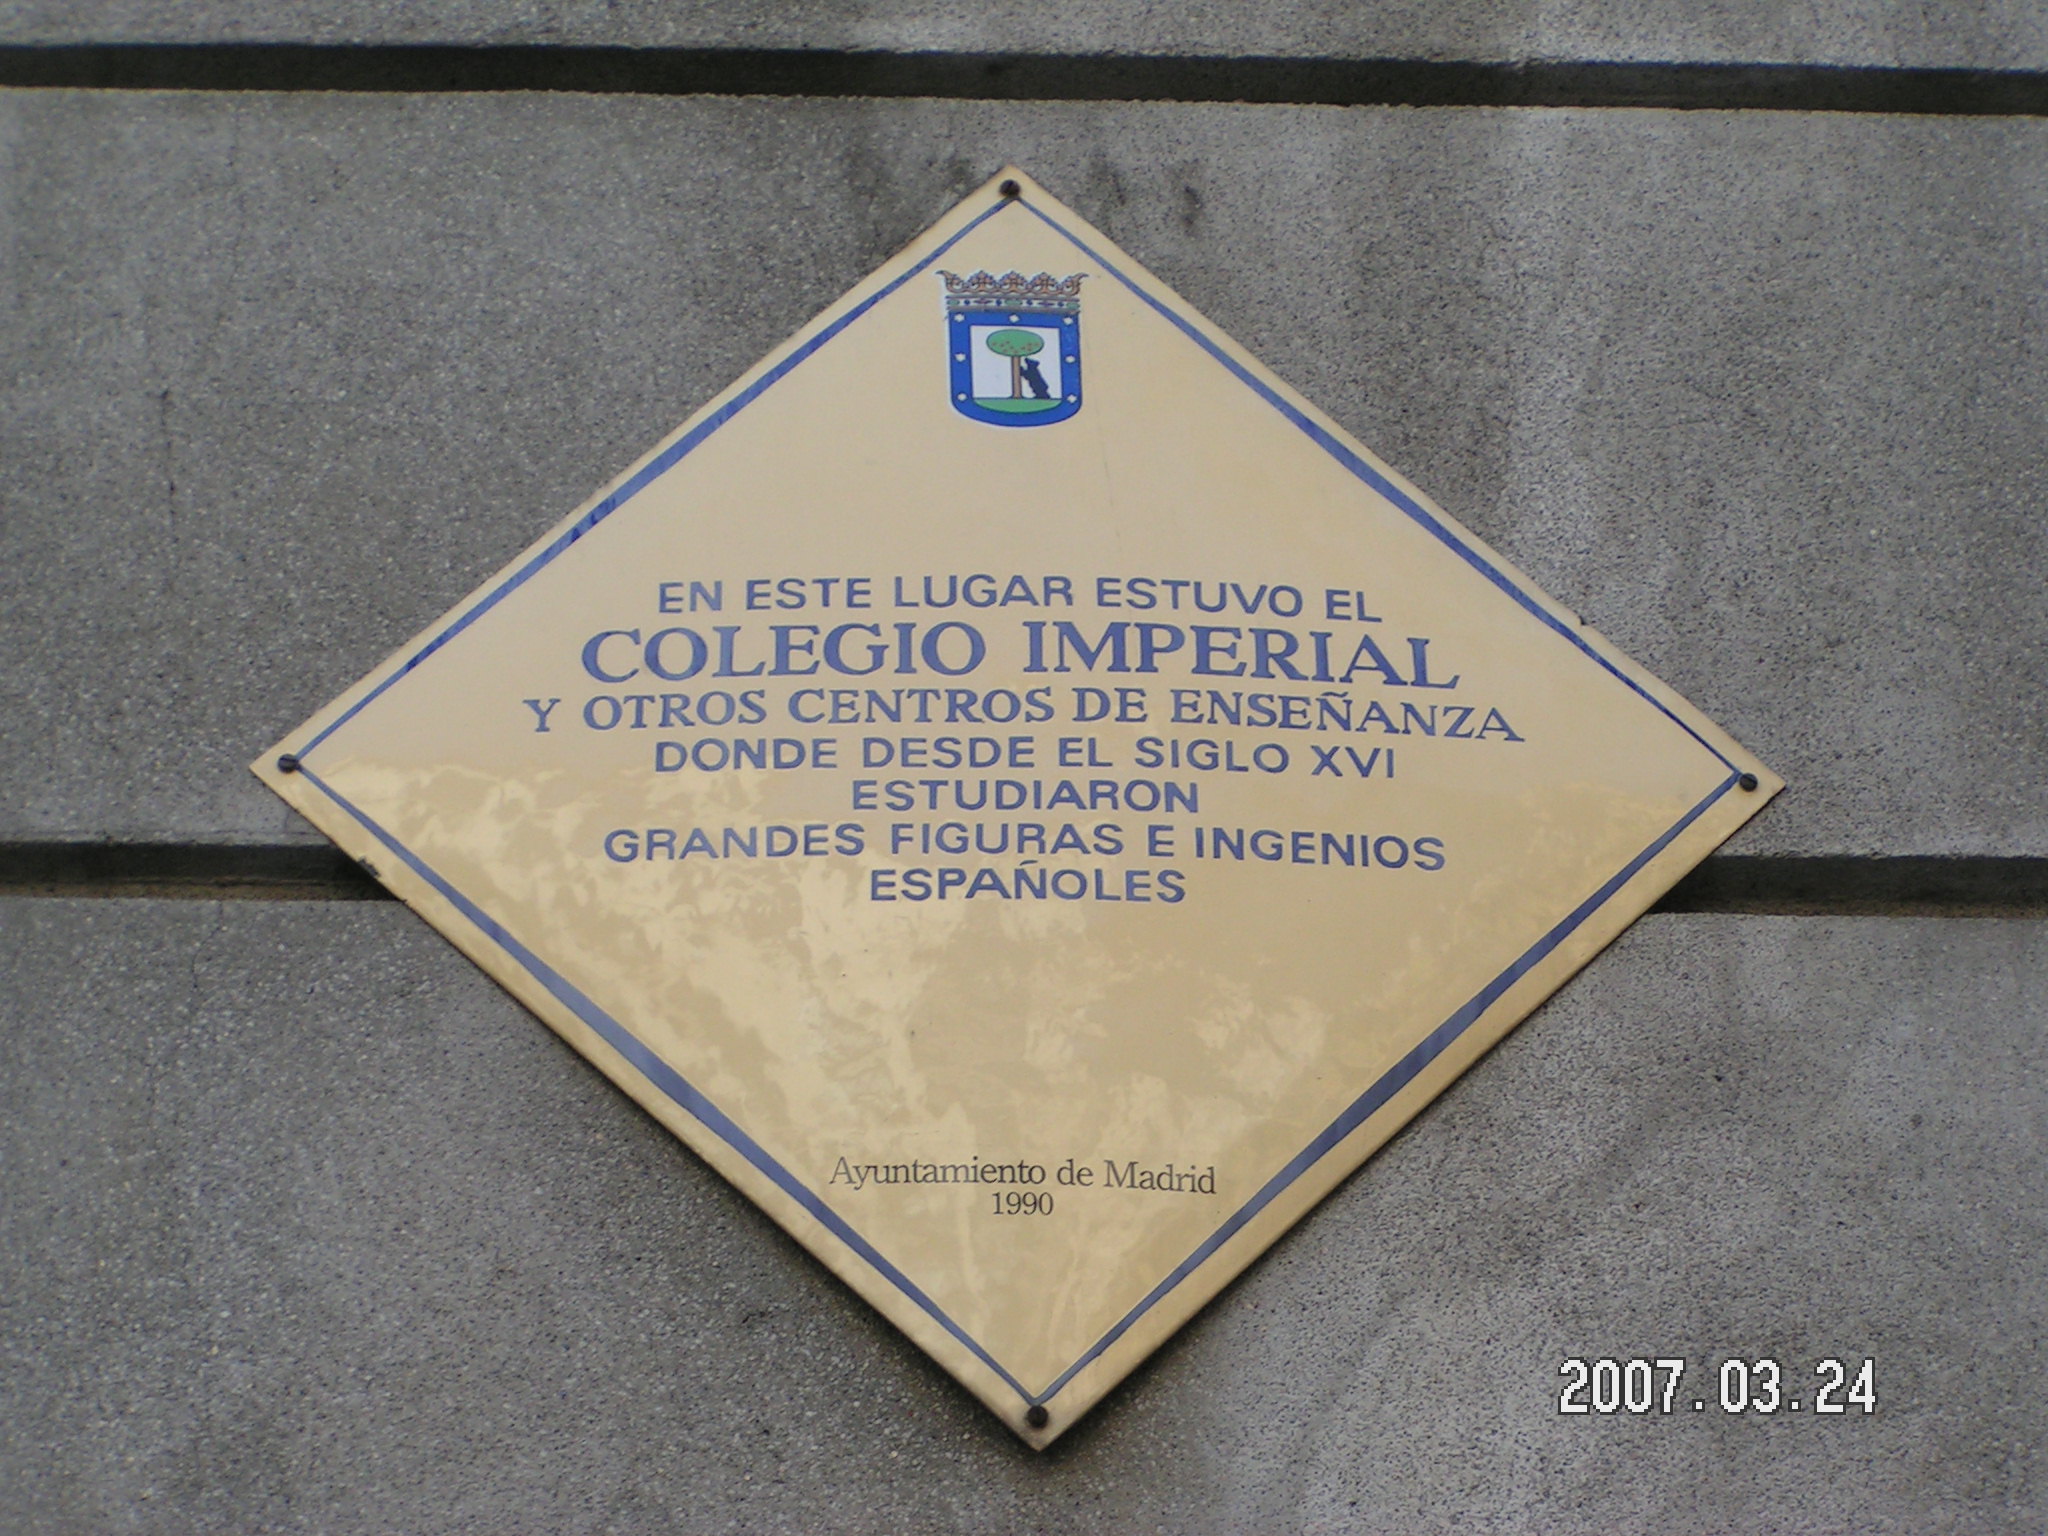 EN ESTE LUGAR ESTUVO EL
COLEGIO IMPERIAL
Y OTROS CENTROS DE ENSEÑANZA
DONDE DESDE EL SIGLO XVI
ESTUDIARON
GRANDES FIGURAS E INGENIOS
ESPAÑOLES
Ayuntamiento de Madrid
1990
2007.03.24